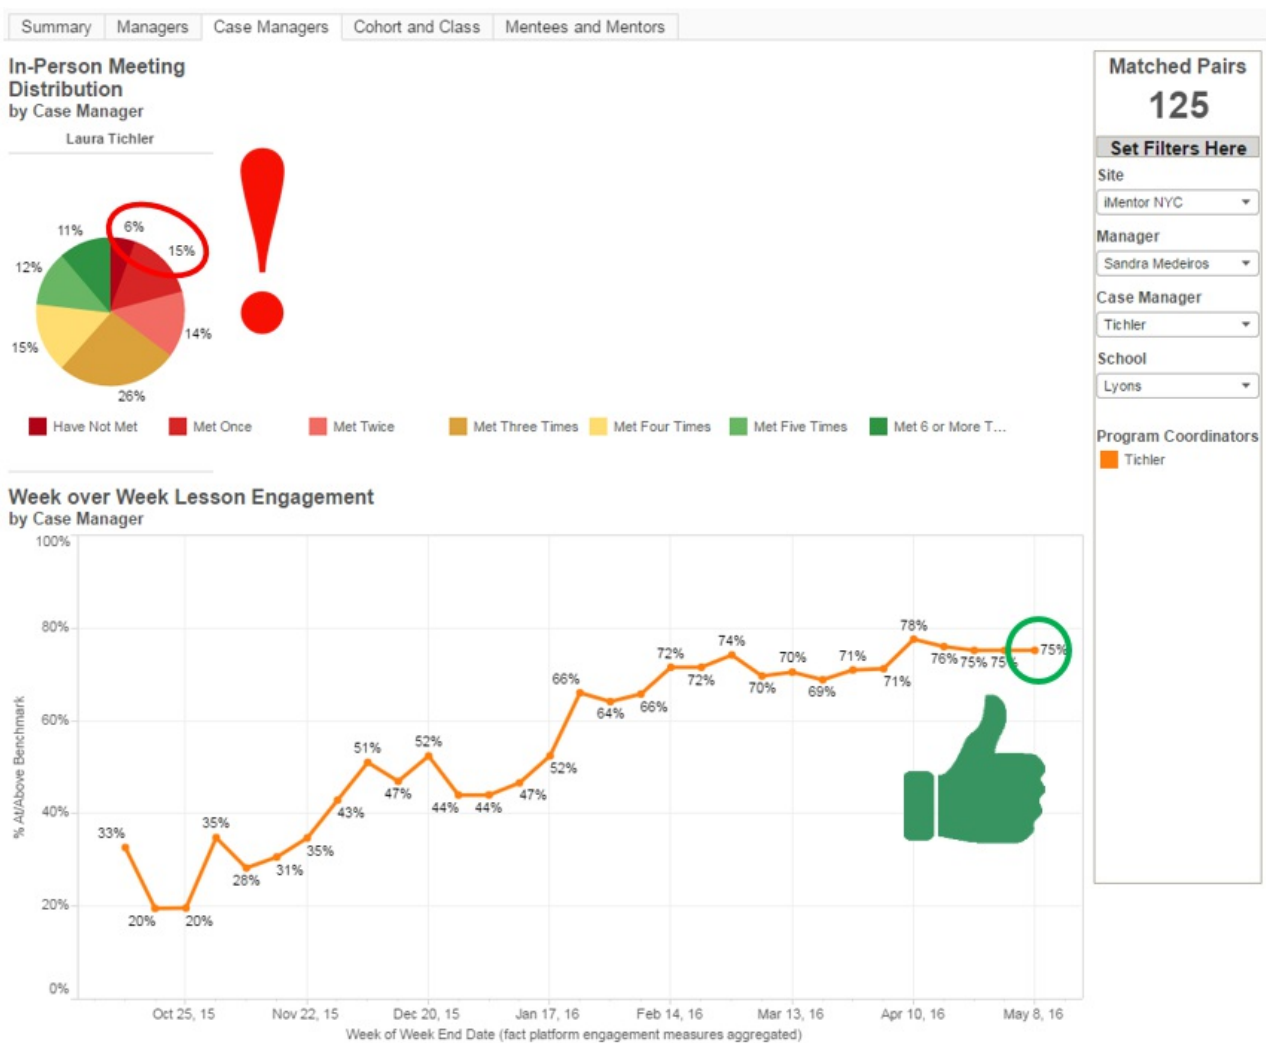 Summary
Managers
Case Managers
Cohort and Class
Mentees and Mentors
In-Person Meeting
Distribution
by Case Manager
Laura Tichler
6%
15%
14%
26%
15%
12%
11%
Have Not Met
Met Once
Met Twice
Met Three Times
Met Four Times
Met Five Times
Met 6 or More T...
Matched Pairs
125
Set Filters Here
Site
iMentor NYC
Manager
Sandra Medeiros
Case Manager
Tichler
School
Lyons
Program Coordinators
Tichler
Week over Week Lesson Engagement
by Case Manager
% At/Above Benchmark
100%
80%
60%
40%
20%
0%
33%
20%
20%
35%
28%
31%
35%
43%
51%
47%
52%
44%
44%
47%
52%
66%
64%
66%
72%
72%
74%
70%
70%
69%
71%
71%
78%
76%
75%
75%
75%
Oct 25, 15
Nov 22, 15
Dec 20, 15
Jan 17, 16
Feb 14, 16
Mar 13, 16
Apr 10, 16
May 8, 16
Week of Week End Date (fact platform engagement measures aggregated)